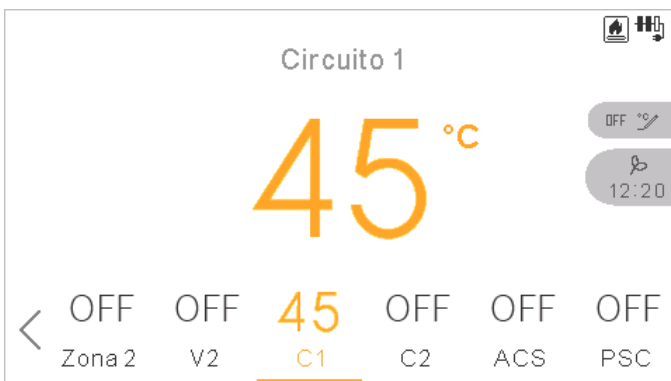 Circuito 1
45 °C
OFF °C
12:20
OFF OFF 45 OFF OFF OFF
Zona 2 V2 C1 C2 ACS PSC